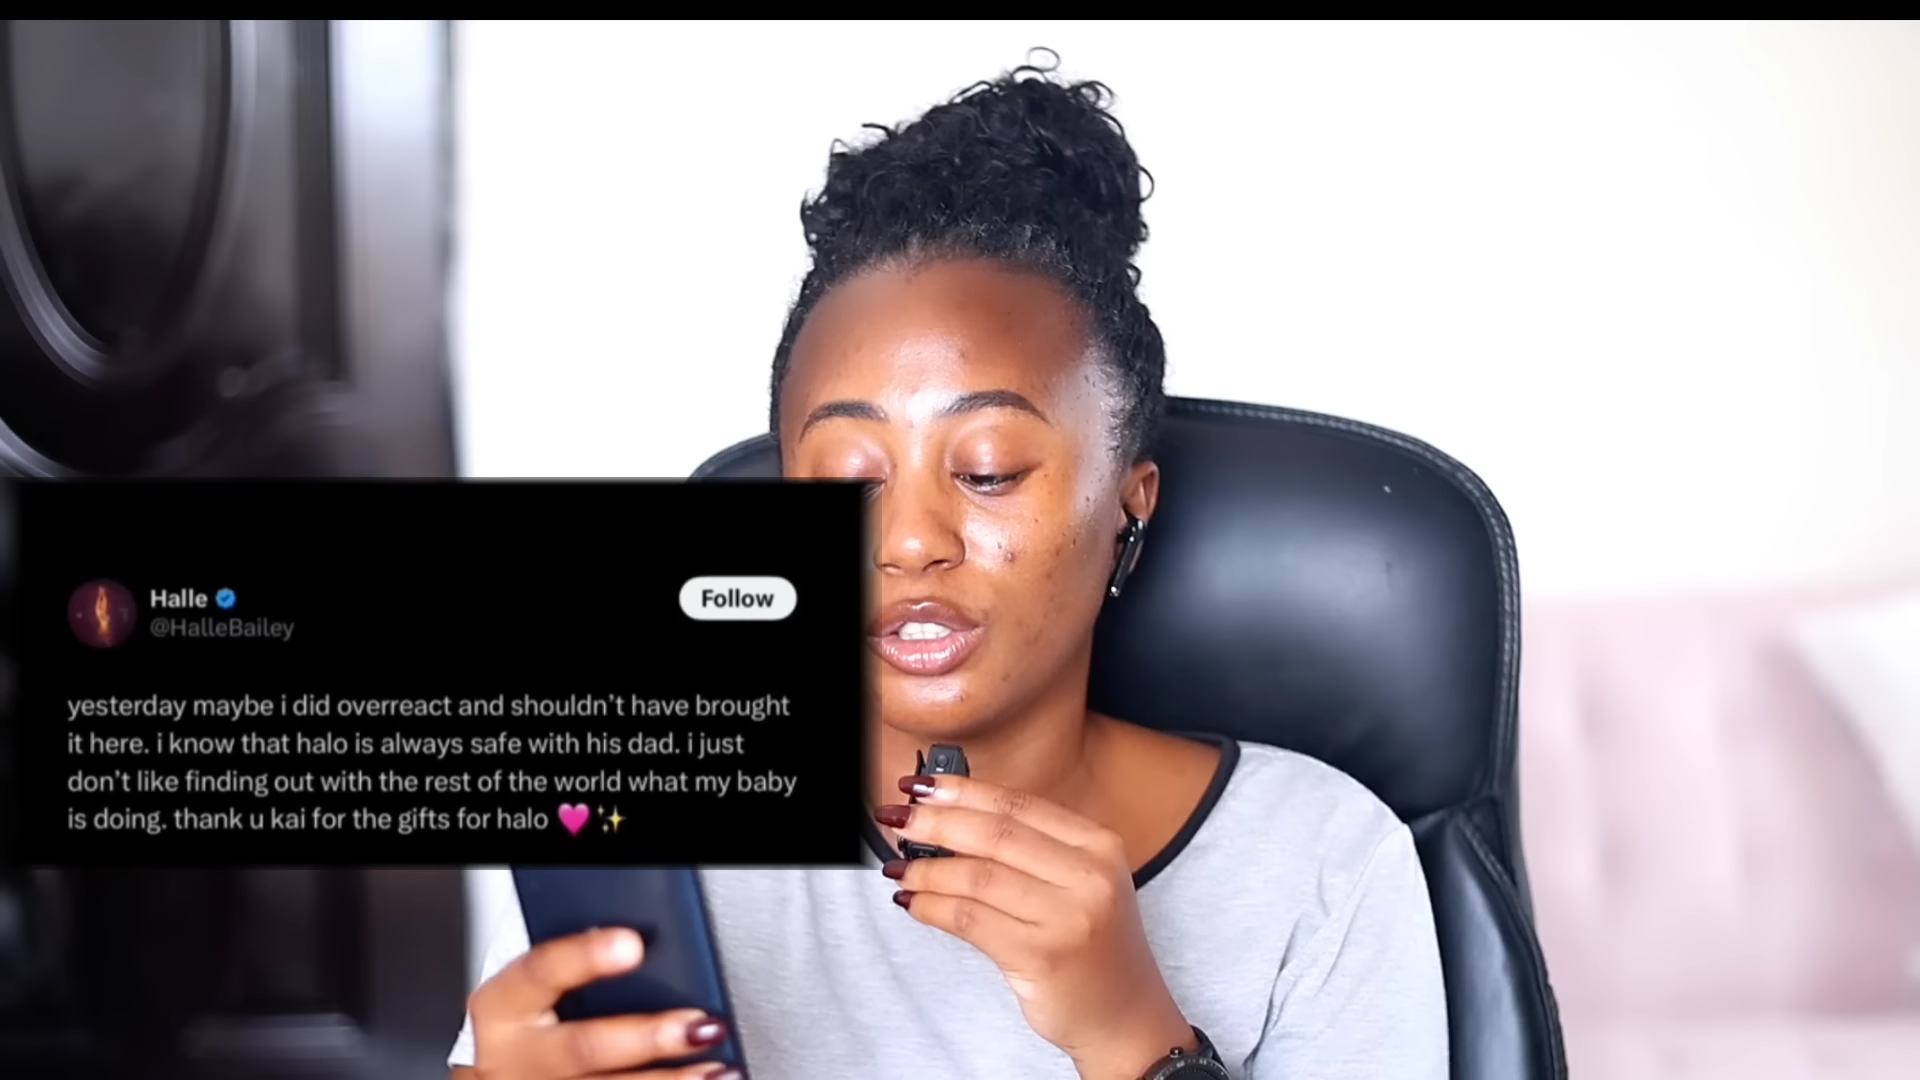 Halle
@HalleBailey
Follow
yesterday maybe i did overreact and shouldn't have brought
it here. i know that halo is always safe with his dad. i just
don't like finding out with the rest of the world what my baby
is doing. thank u kai for the gifts for halo 💗✨